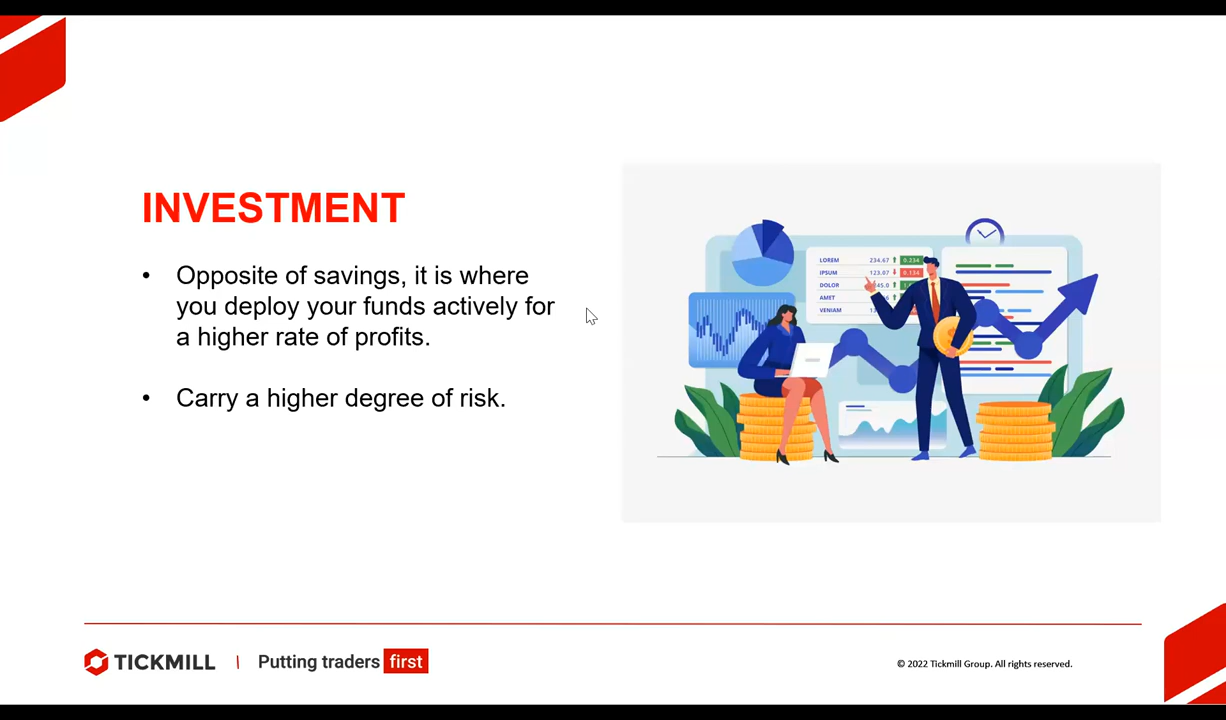 INVESTMENT
• Opposite of savings, it is where
you deploy your funds actively for
a higher rate of profits.
• Carry a higher degree of risk.
LOREM 234.67 0.234
IPSUM 123.07 0.134
DOLOR
AMET
VENIAM
TICKMILL | Putting traders first
© 2022 Tickmill Group. All rights reserved.